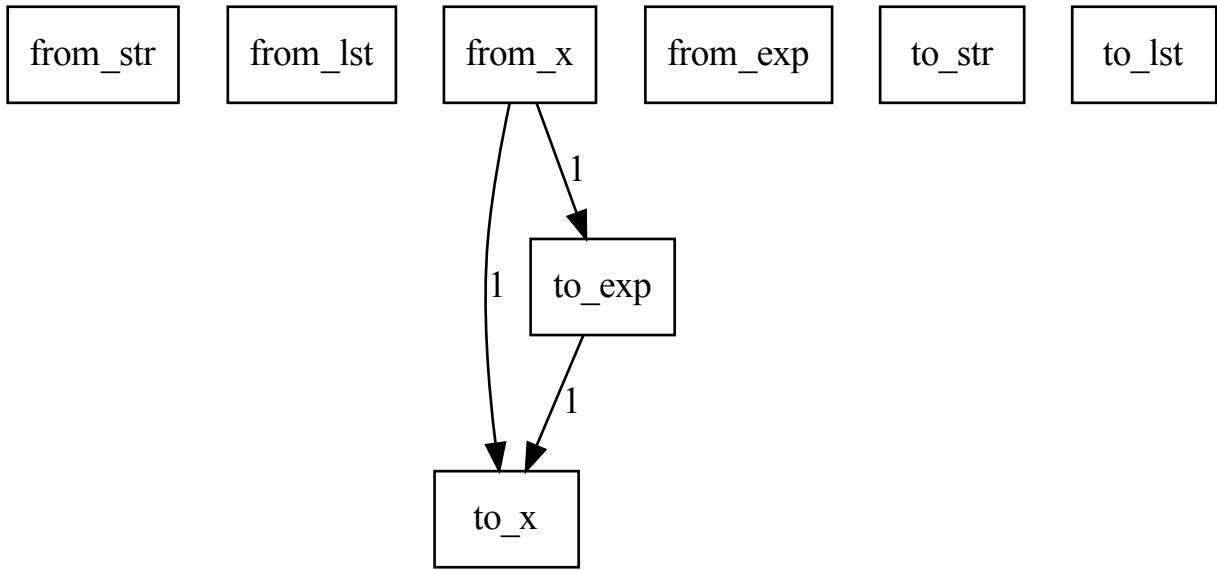 from_str
from_lst
from_x
from_exp
to_str
to_lst
1
to_exp
1
1
to_x